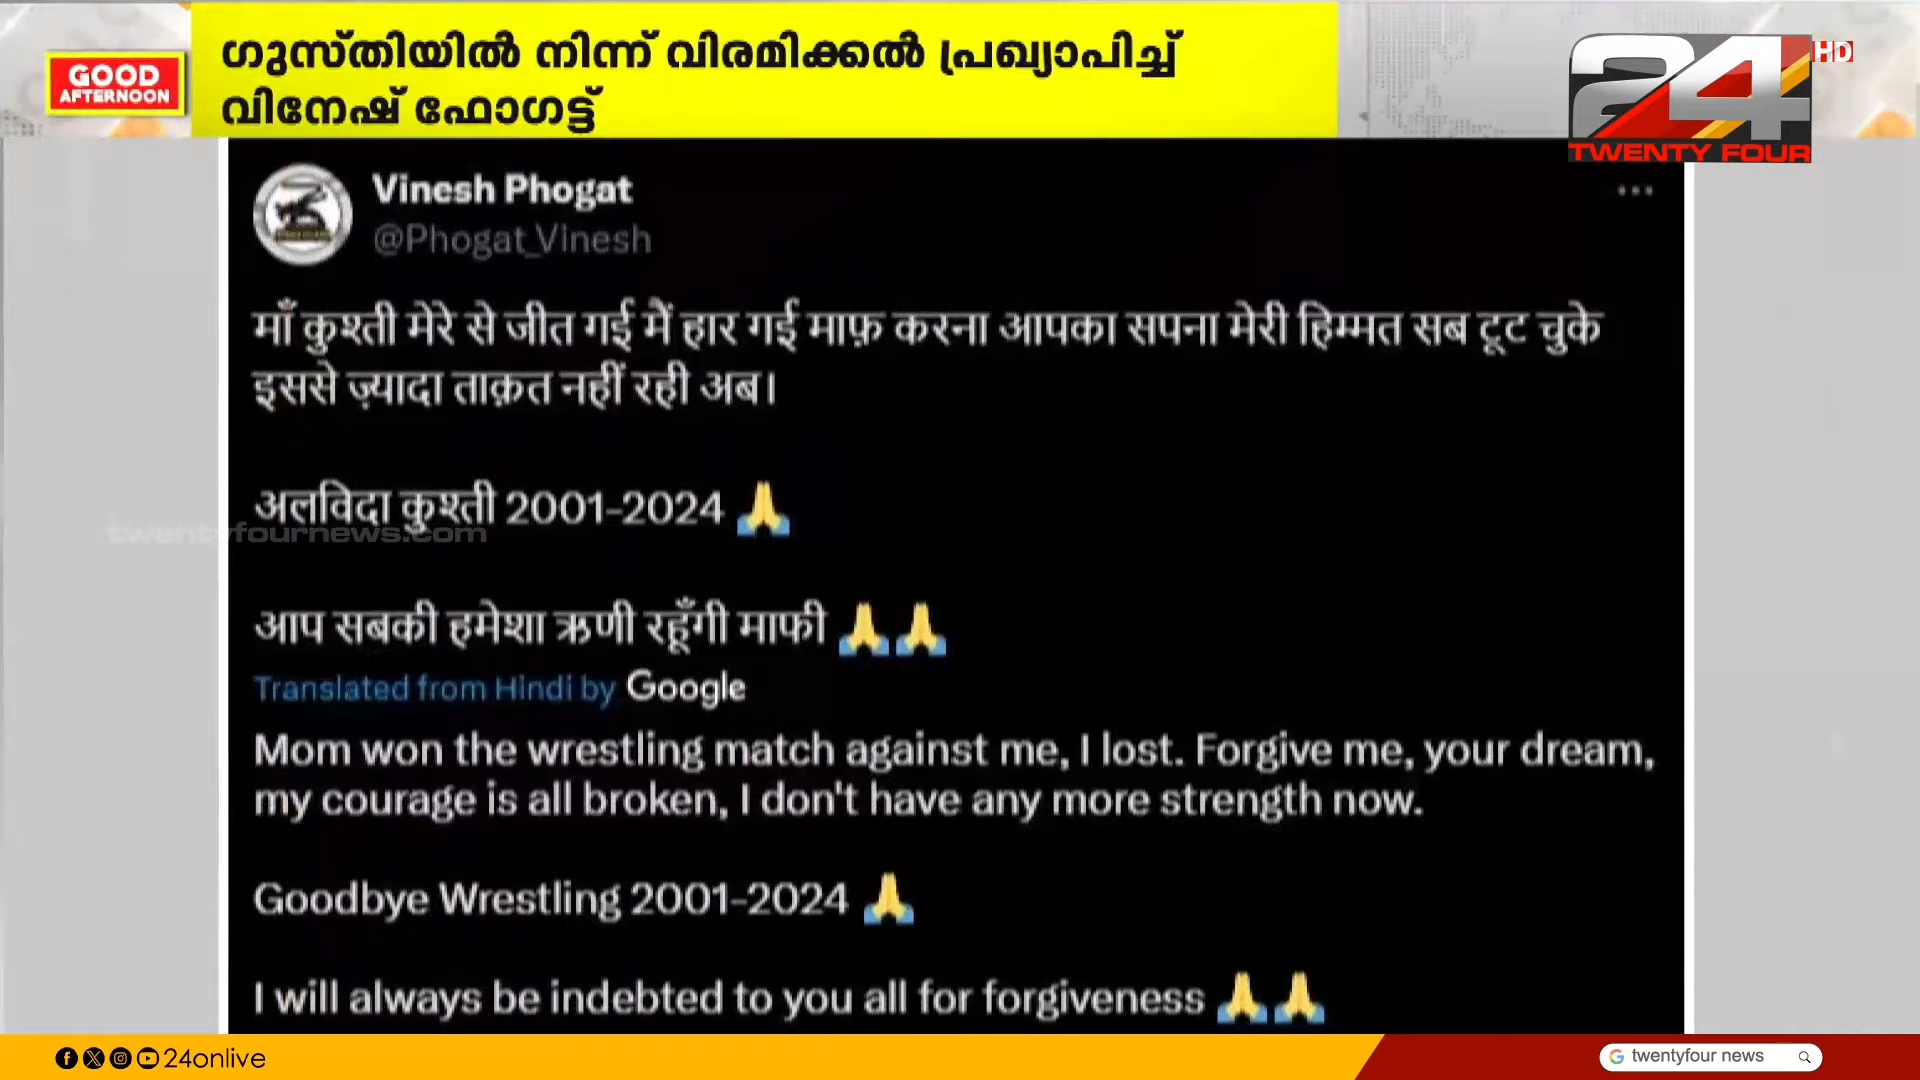 GOOD
AFTERNOON
ഗുസ്തിയിൽ നിന്ന് വിരമിക്കൽ പ്രഖ്യാപിച്ച്
വിനേഷ് ഫോഗട്ട്
24 HD
TWENTY FOUR
Vinesh Phogat
@Phogat_Vinesh
माँ कुश्ती मेरे से जीत गई मैं हार गई माफ़ करना आपका सपना मेरी हिम्मत सब टूट चुके
इससे ज़्यादा ताक़त नहीं रही अब।
अलविदा कुश्ती 2001-2024 🙏
twentyfournews.com
आप सबकी हमेशा ऋणी रहूँगी माफी 🙏🙏
Translated from Hindi by Google
Mom won the wrestling match against me, I lost. Forgive me, your dream,
my courage is all broken, I don't have any more strength now.
Goodbye Wrestling 2001-2024 🙏
I will always be indebted to you all for forgiveness 🙏🙏
24onlive
twentyfour news